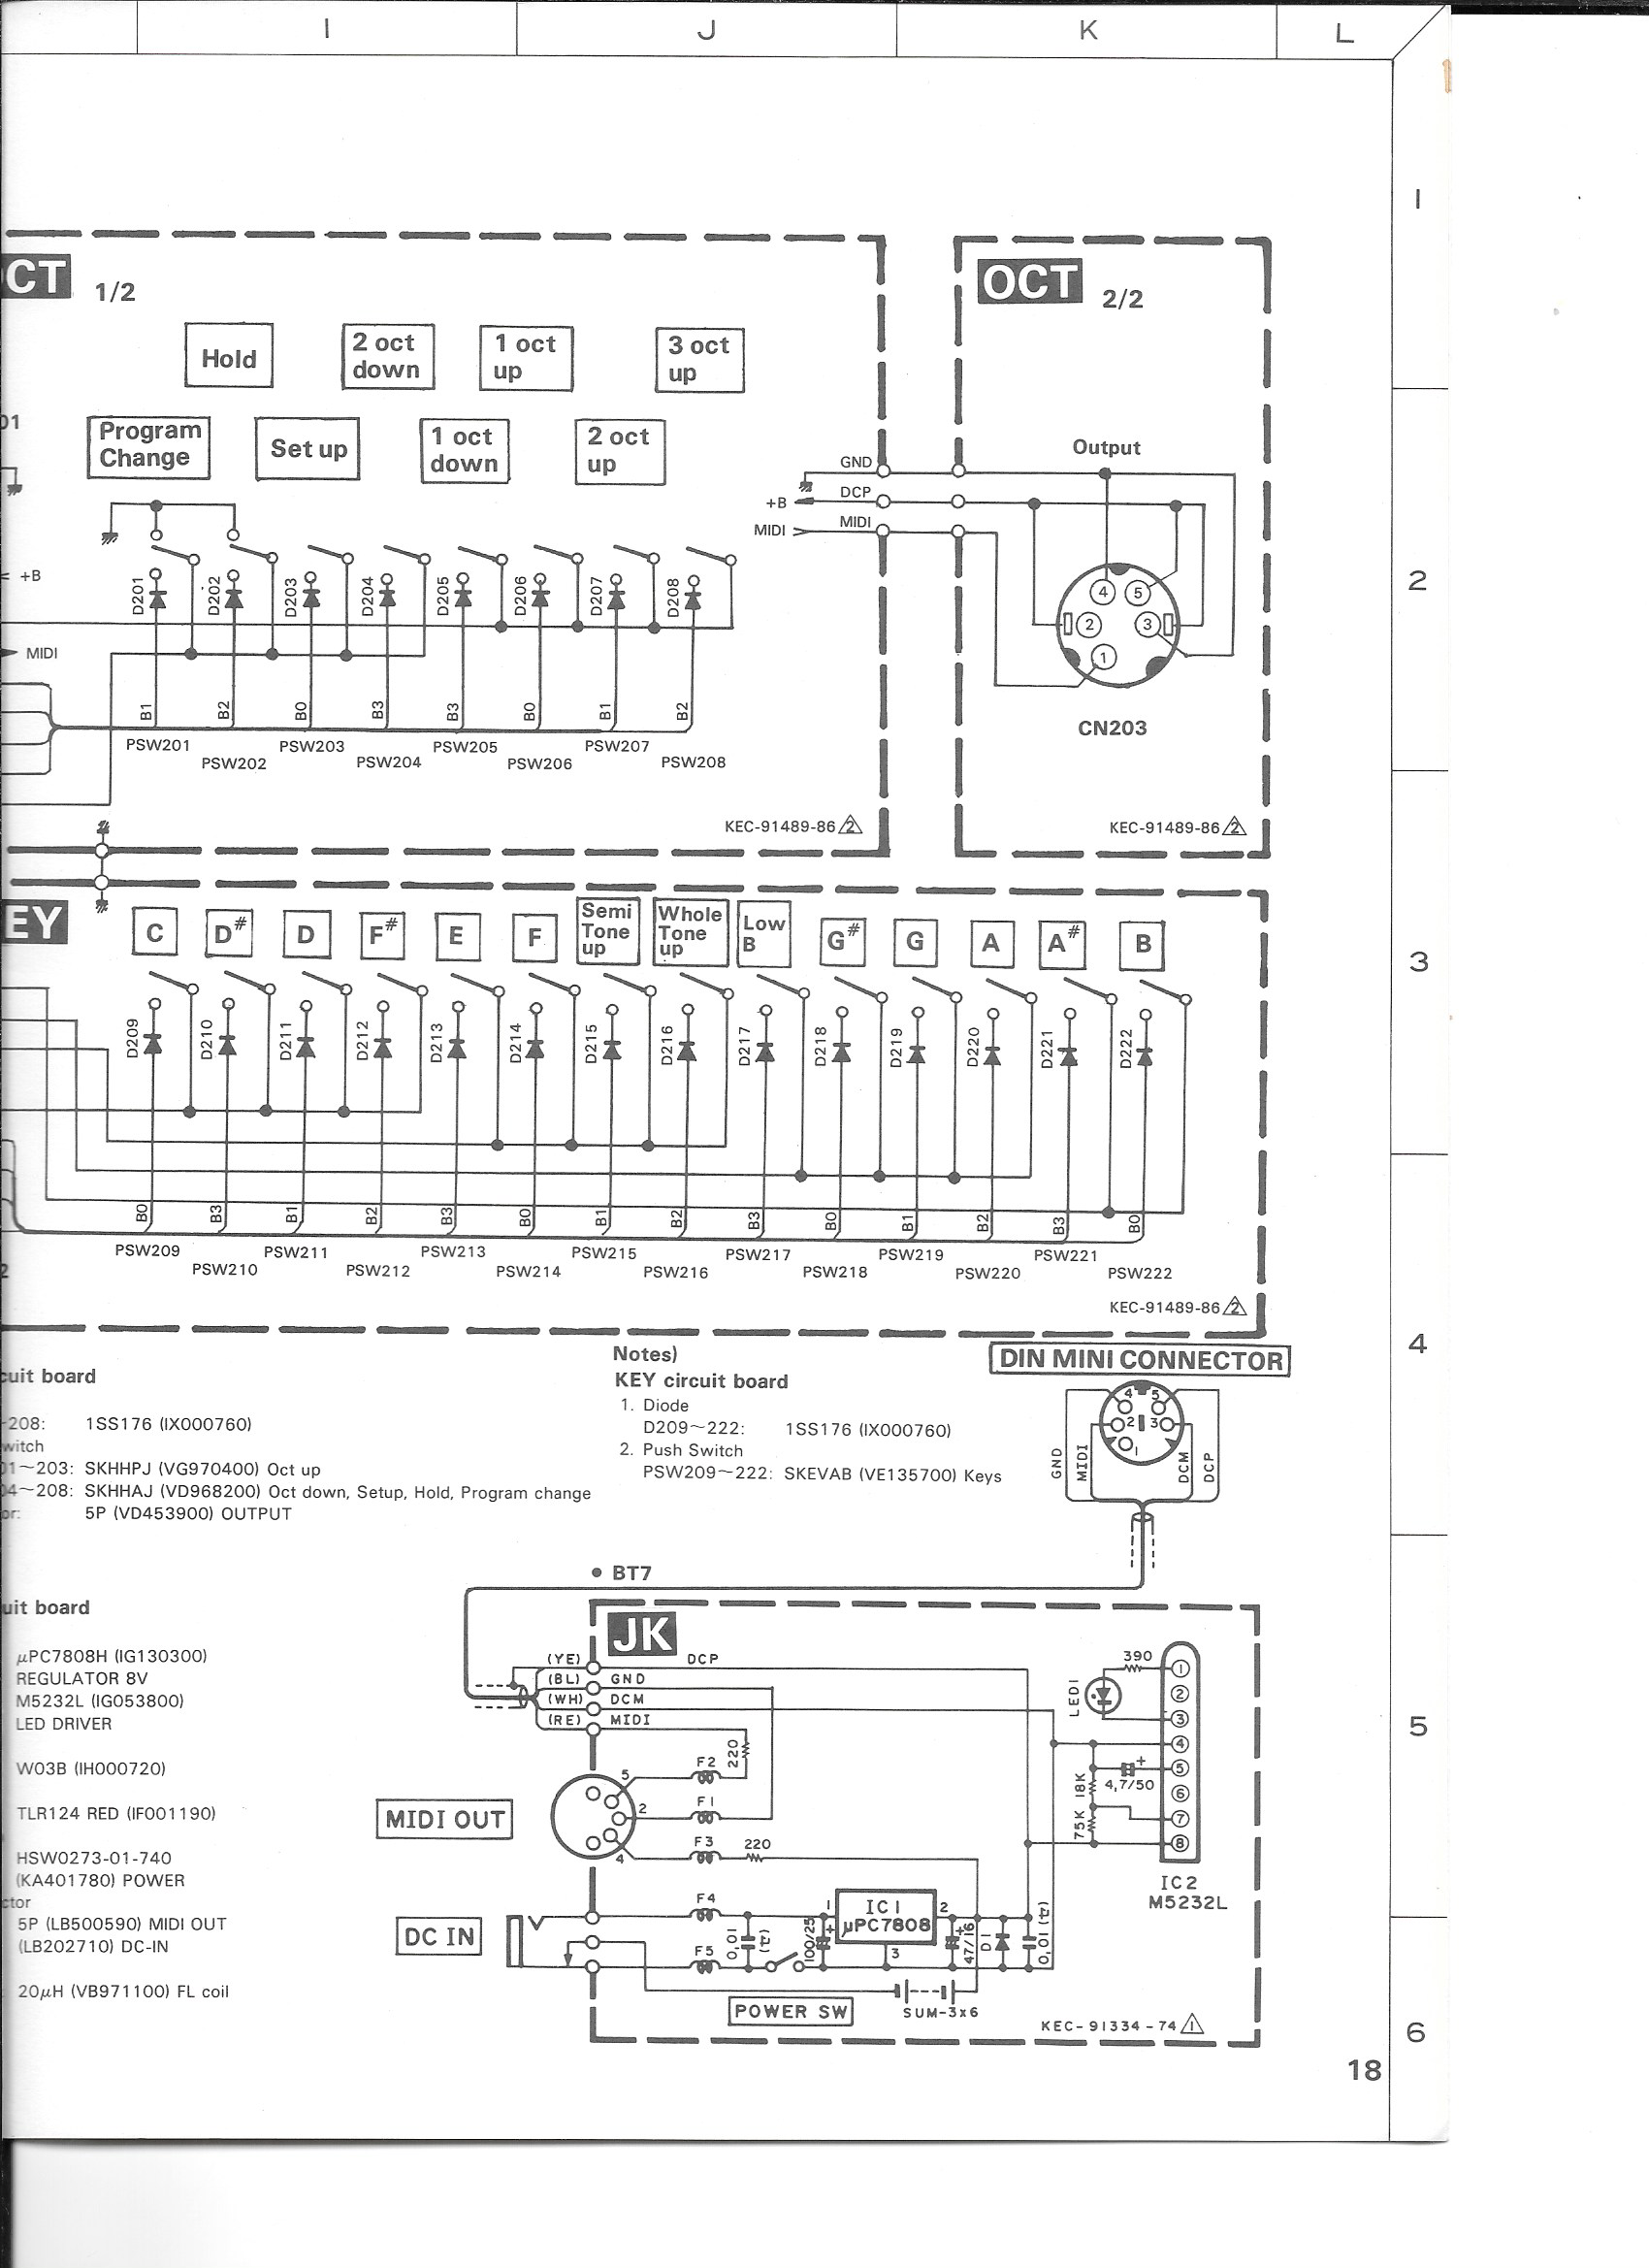 I J K L
1
CT 1/2
OCT 2/2
Hold
2 oct
down
1 oct
up
3 oct
up
Program
Change
Set up
1 oct
down
2 oct
up
01
Output
GND
DCP
+B
MIDI MIDI
+B
MIDI
2
D201 D202 D203 D204 D205 D206 D207 D208
4 5
2 3
1
B1 B2 B0 B3 B3 B0 B1 B2
CN203
PSW201 PSW203 PSW205 PSW207
PSW202 PSW204 PSW206 PSW208
KEC-91489-86 2
KEC-91489-86 2
EY
C D# D F# E F
Semi
Tone
up
Whole
Tone
up
Low
B
G# G A A# B
3
D209 D210 D211 D212 D213 D214 D215 D216 D217 D218 D219 D220 D221 D222
B0 B3 B1 B2 B3 B0 B1 B2 B3 B0 B1 B2 B3 B0
PSW209 PSW211 PSW213 PSW215 PSW217 PSW219 PSW221
PSW210 PSW212 PSW214 PSW216 PSW218 PSW220 PSW222
2
KEC-91489-86 2
4
cuit board
208: 1SS176 (IX000760)
witch
01~203: SKHHPJ (VG970400) Oct up
04~208: SKHHAJ (VD968200) Oct down, Setup, Hold, Program change
or: 5P (VD453900) OUTPUT
Notes)
KEY circuit board
1. Diode
D209~222: 1SS176 (IX000760)
2. Push Switch
PSW209~222: SKEVAB (VE135700) Keys
DIN MINI CONNECTOR
4 5
2 3
1
GND MIDI DCM DCP
uit board
μPC7808H (IG130300)
REGULATOR 8V
M5232L (IG053800)
LED DRIVER
W03B (IH000720)
TLR124 RED (IF001190)
HSW0273-01-740
(KA401780) POWER
ctor
5P (LB500590) MIDI OUT
(LB202710) DC-IN
20μH (VB971100) FL coil
• BT7
JK
(YE) DCP
(BL) GND
(WH) DCM
(RE) MIDI
390
LED1
1
2
3
4
5
6
7
8
5
F2 220
5
F1
2
F3 220
4
MIDI OUT
4,7/50
18K
75K
IC2
M5232L
DC IN
F4
F5
0,01
100/25
1 IC1 2
μPC7808
3
47/16
D1
0,01
POWER SW
SUM-3x6
KEC-91334-74 1
6
18